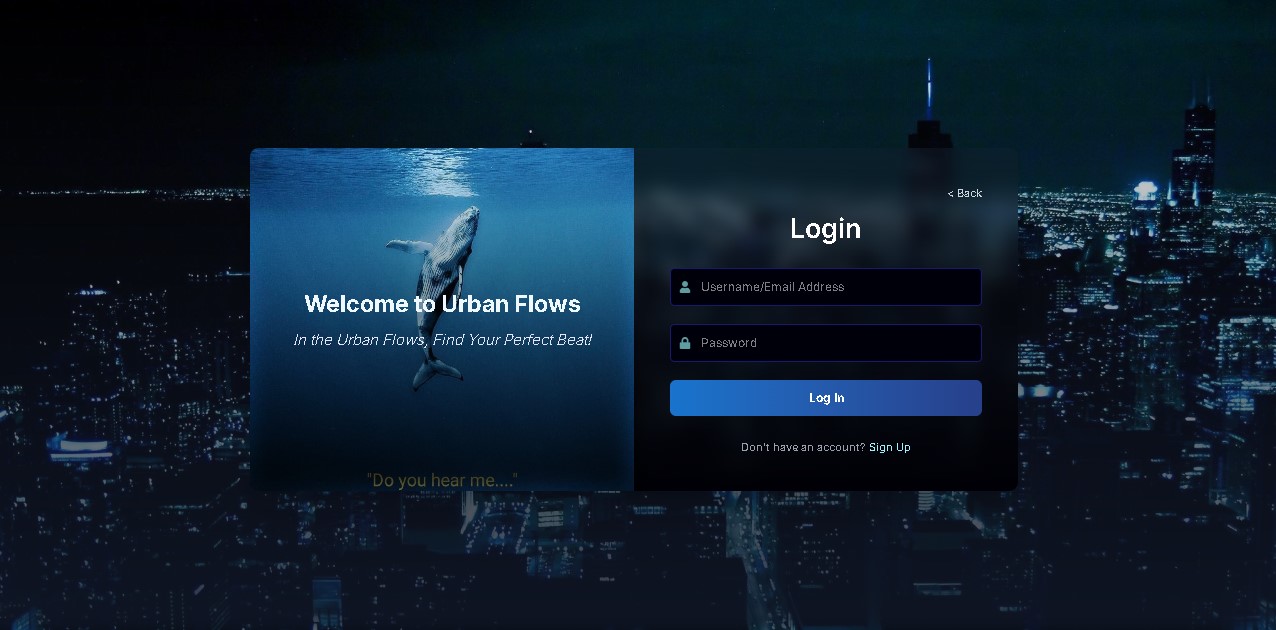 Welcome to Urban Flows
In the Urban Flows, Find Your Perfect Beat!
"Do you hear me...."
< Back
Login
Username/Email Address
Password
Log In
Don't have an account? Sign Up